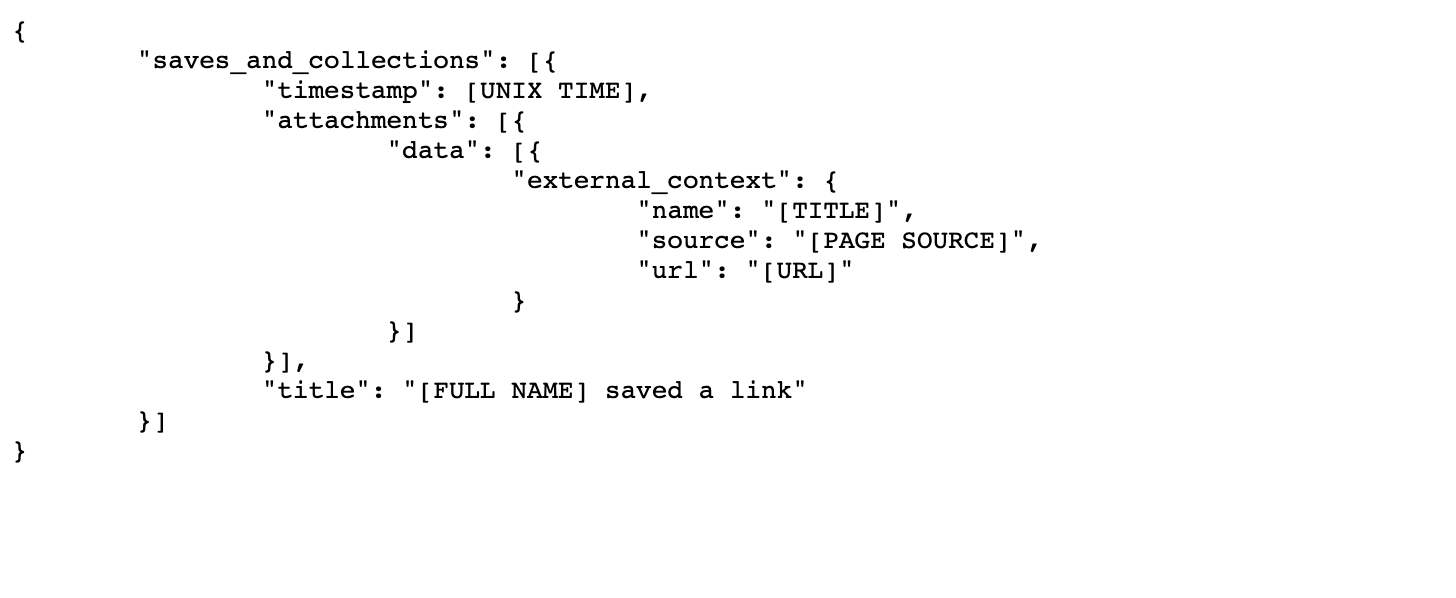 {
"saves_and_collections": [{
"timestamp": [UNIX TIME],
"attachments": [{
"data": [{
"external_context": {
"name": "[TITLE]",
"source": "[PAGE SOURCE]",
"url": "[URL]"
}
}]
}],
"title": "[FULL NAME] saved a link"
}]
}